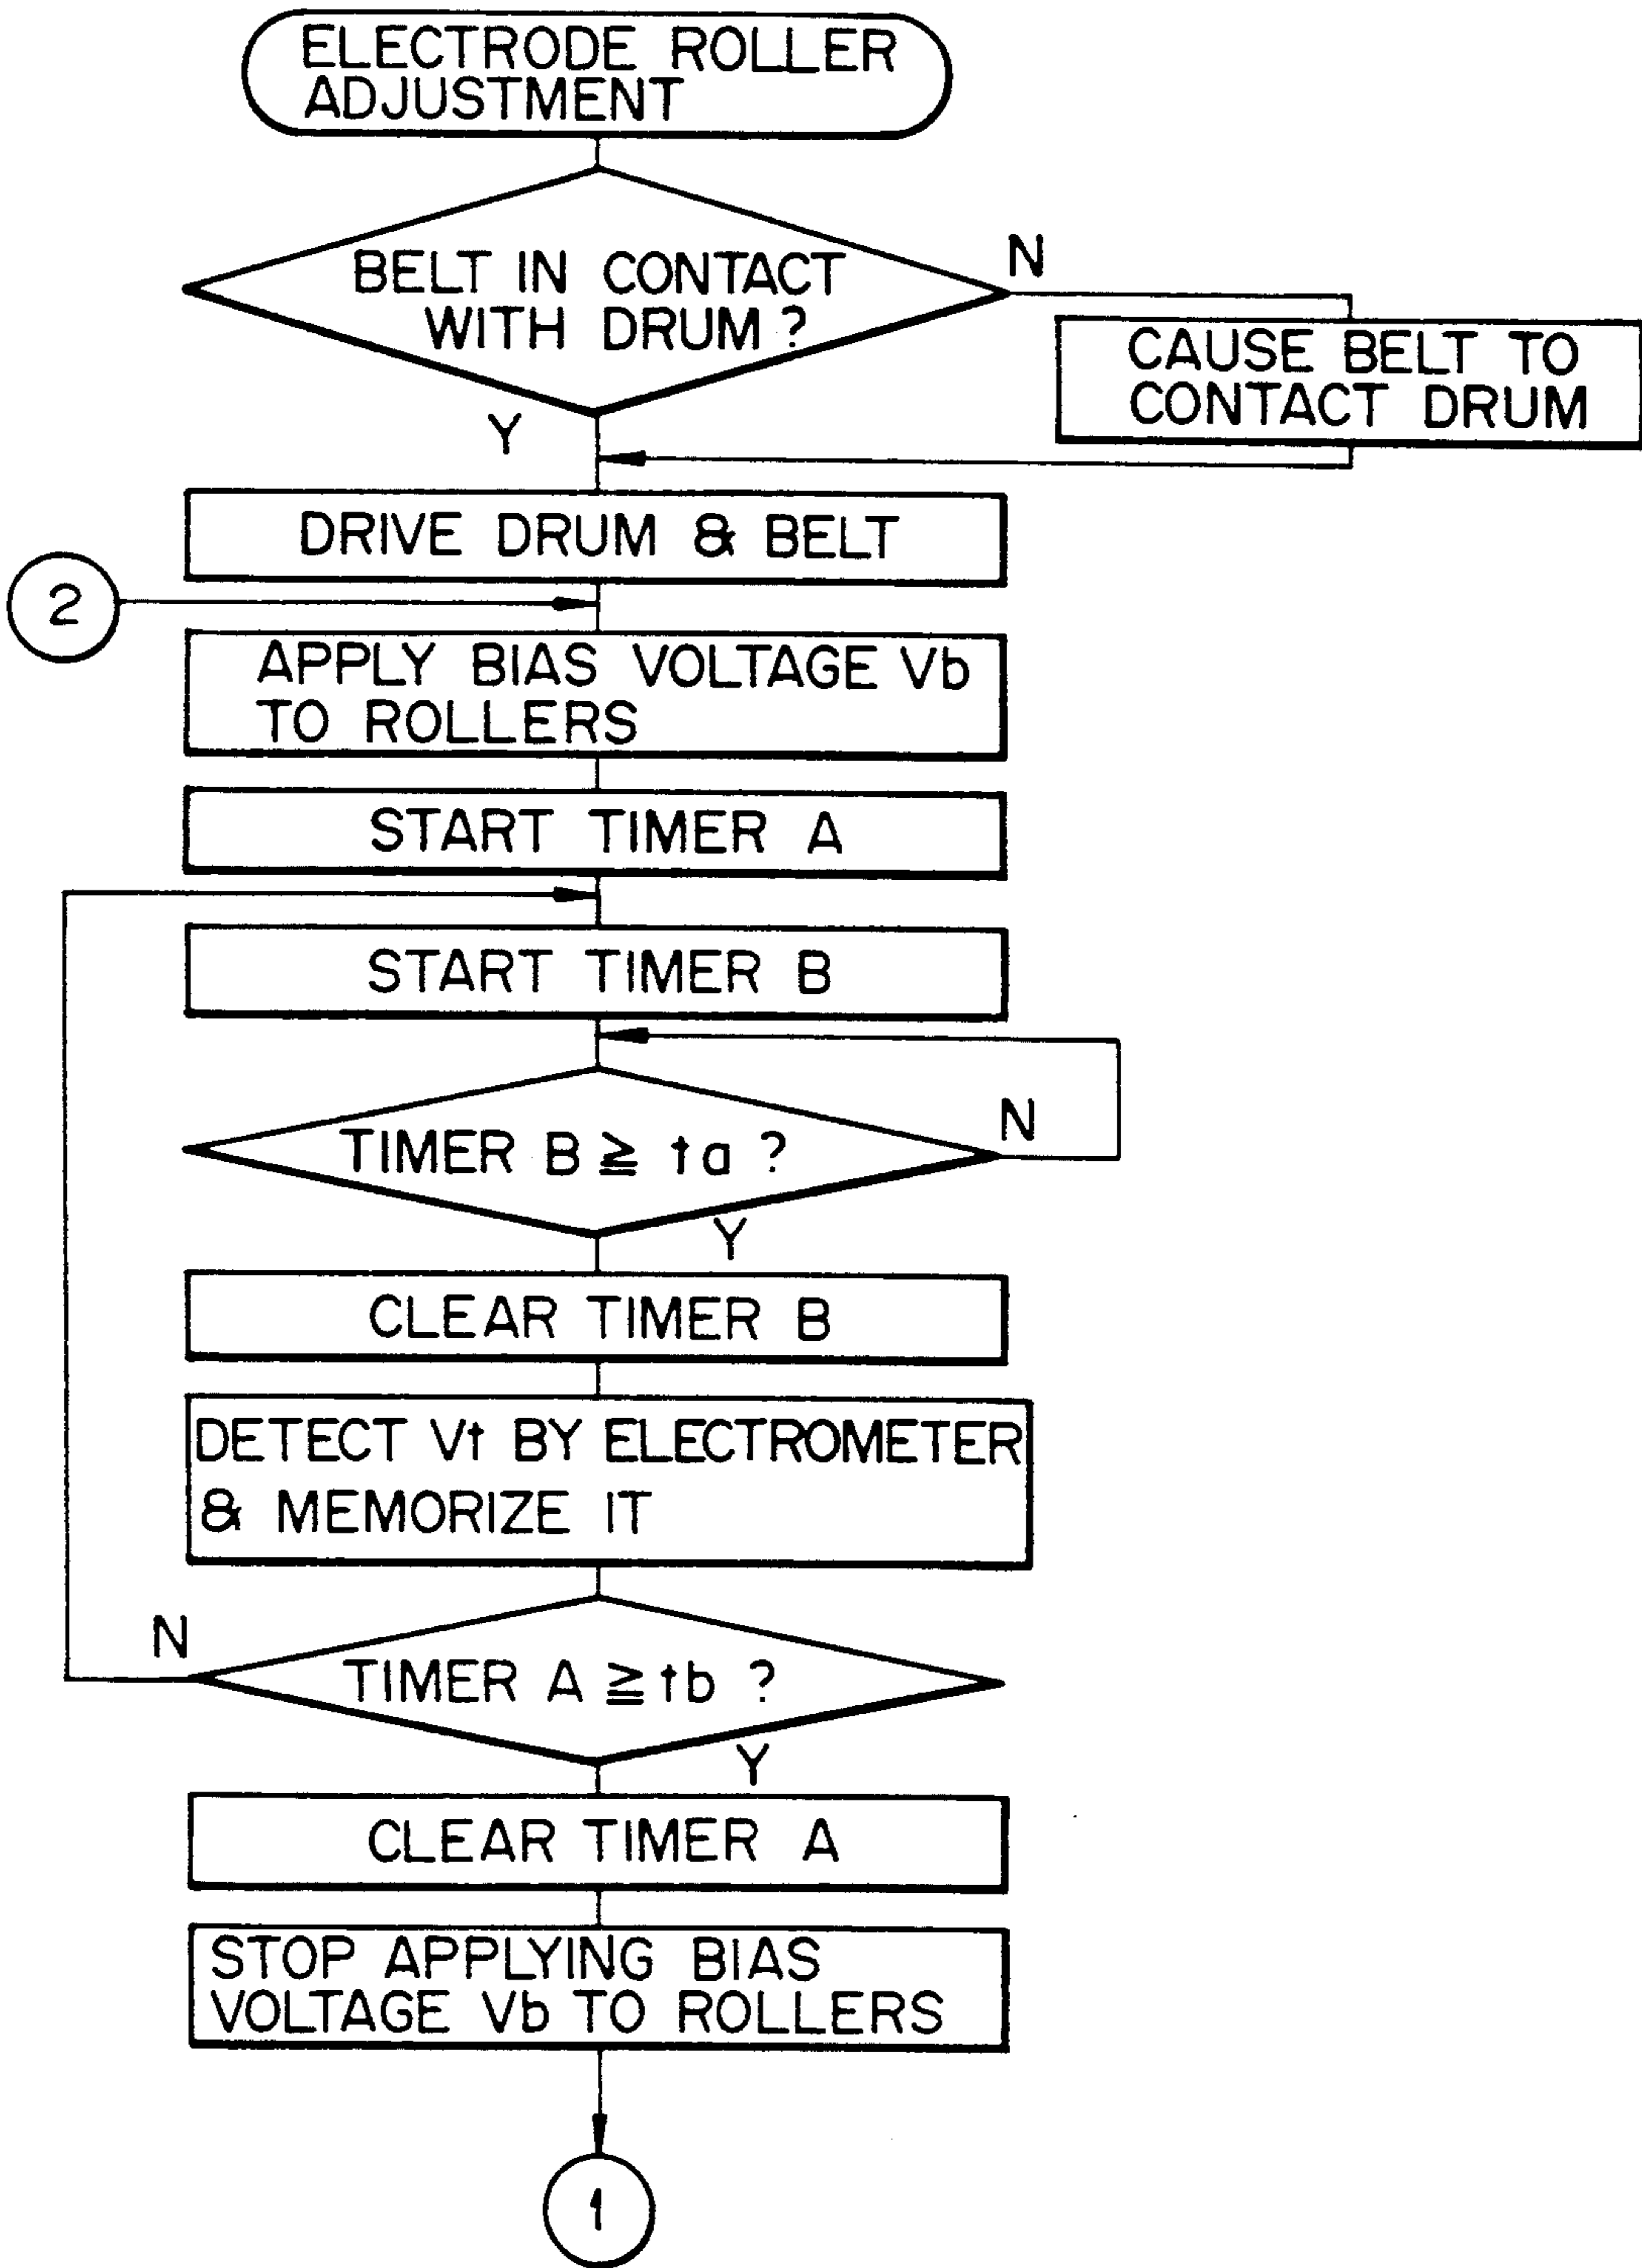 ELECTRODE ROLLER
ADJUSTMENT
BELT IN CONTACT
WITH DRUM ?
N
CAUSE BELT TO
CONTACT DRUM
Y
DRIVE DRUM & BELT
2
APPLY BIAS VOLTAGE Vb
TO ROLLERS
START TIMER A
START TIMER B
TIMER B ≧ ta ?
N
Y
CLEAR TIMER B
DETECT Vt BY ELECTROMETER
& MEMORIZE IT
N
TIMER A ≧ tb ?
Y
CLEAR TIMER A
STOP APPLYING BIAS
VOLTAGE Vb TO ROLLERS
1